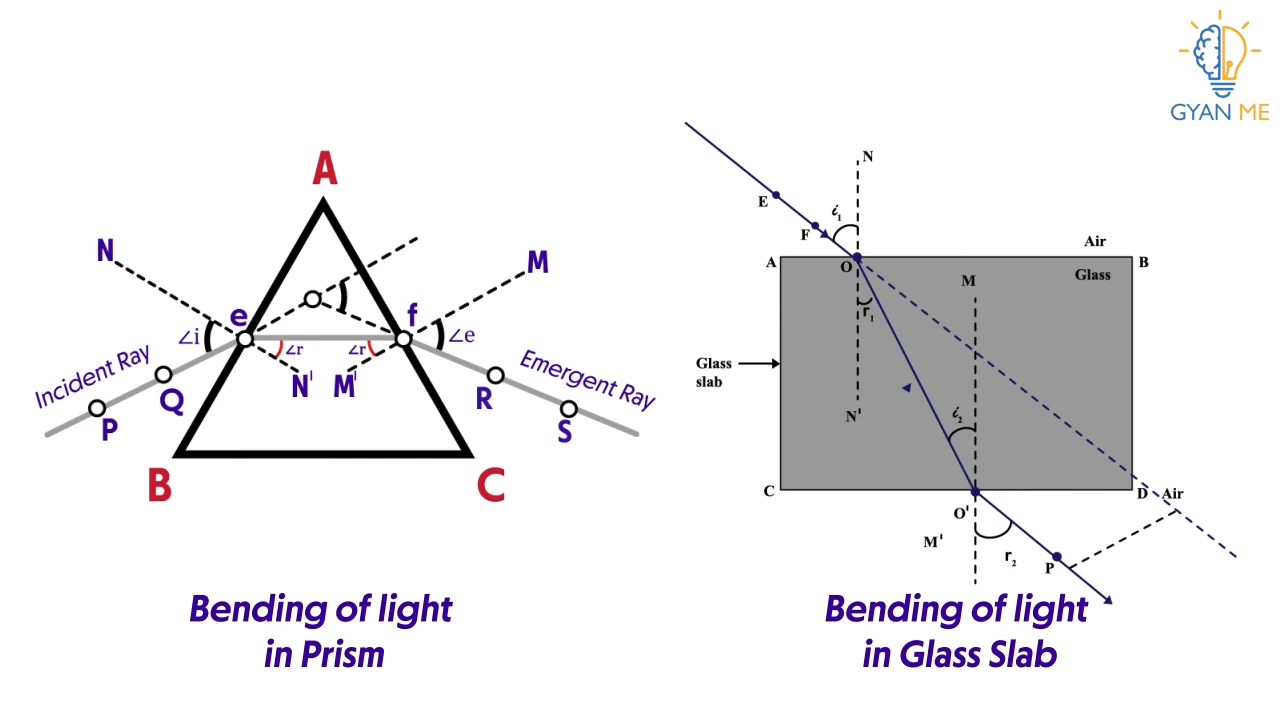 GYAN ME
A
N
M
e
f
∠i
∠e
∠r
∠r
Incident Ray
Emergent Ray
N'
M'
Q
P
R
S
B
C
Bending of light
in Prism
N
E
i₁
F
Air
A
O
B
Glass
M
r₁
Glass
slab
N'
i₂
C
D
Air
O'
M'
r₂
P
Bending of light
in Glass Slab